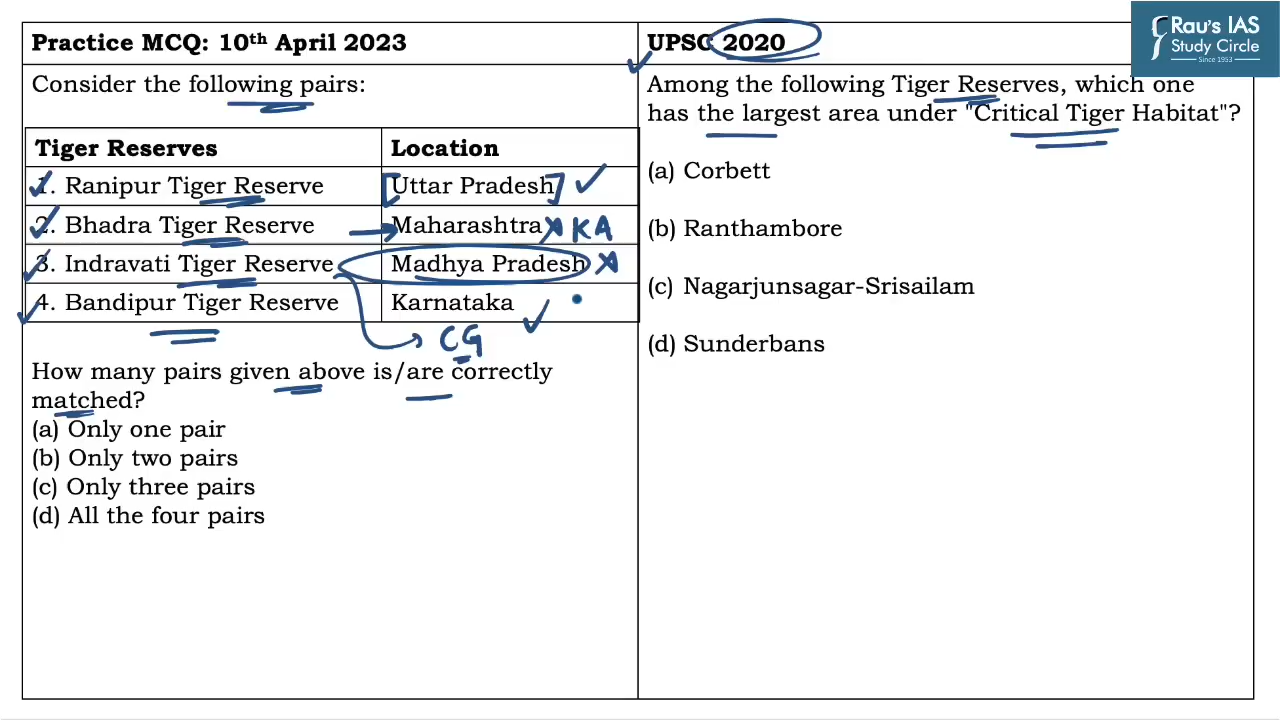 Practice MCQ: 10th April 2023
Consider the following pairs:
Tiger Reserves Location
1. Ranipur Tiger Reserve [Uttar Pradesh]
2. Bhadra Tiger Reserve Maharashtra KA
3. Indravati Tiger Reserve Madhya Pradesh
4. Bandipur Tiger Reserve Karnataka
CG
How many pairs given above is/are correctly
matched?
(a) Only one pair
(b) Only two pairs
(c) Only three pairs
(d) All the four pairs
UPSC 2020
Among the following Tiger Reserves, which one
has the largest area under "Critical Tiger Habitat"?
(a) Corbett
(b) Ranthambore
(c) Nagarjunsagar-Srisailam
(d) Sunderbans
Rau's IAS
Study Circle
Since 1953